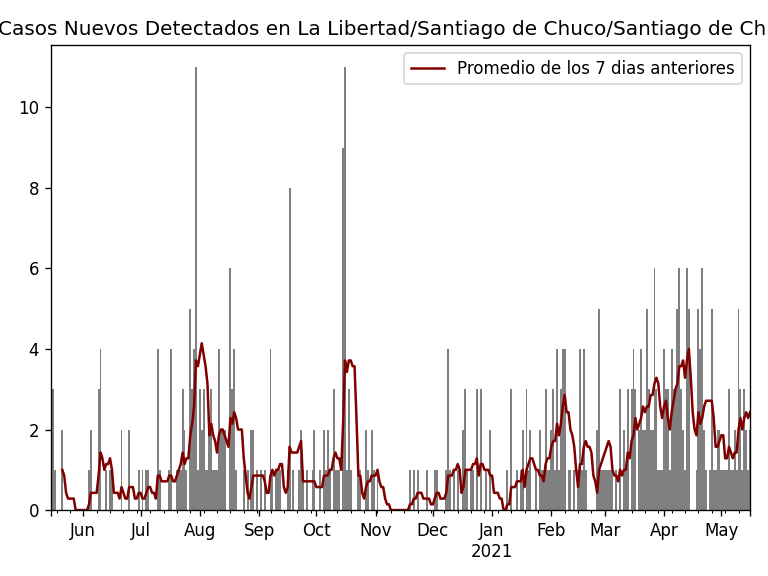 Casos Nuevos Detectados en La Libertad/Santiago de Chuco/Santiago de Ch
Promedio de los 7 dias anteriores
10
8
6
4
2
0
Jun Jul Aug Sep Oct Nov Dec Jan Feb Mar Apr May
2021